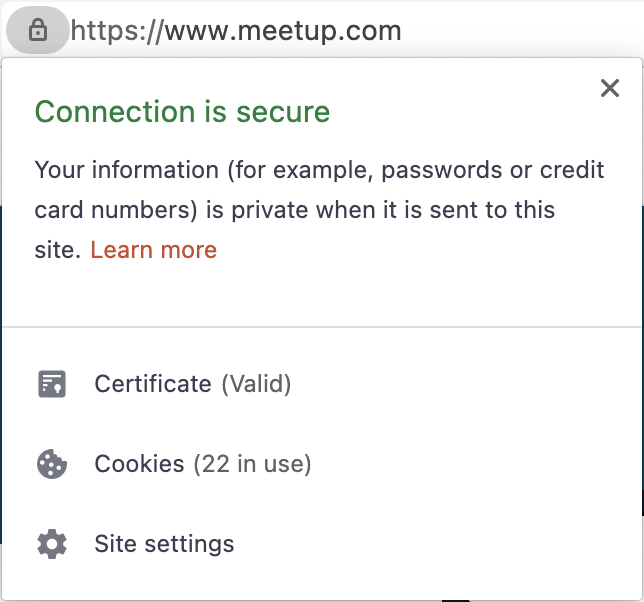 https://www.meetup.com
Connection is secure
Your information (for example, passwords or credit
card numbers) is private when it is sent to this
site. Learn more
Certificate (Valid)
Cookies (22 in use)
Site settings